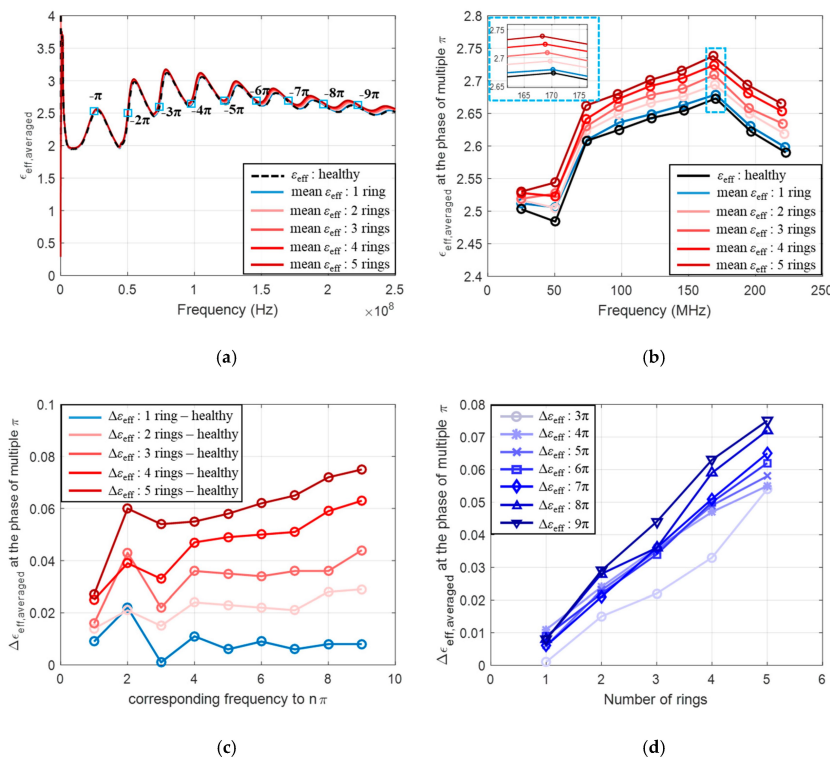 4
3.5
3
2.5
2
1.5
1
0.5
0
ϵ_eff,averaged
-π
-2π
-3π
-4π
-5π
-6π
-7π
-8π
-9π
ε_eff : healthy
mean ε_eff : 1 ring
mean ε_eff : 2 rings
mean ε_eff : 3 rings
mean ε_eff : 4 rings
mean ε_eff : 5 rings
0 0.5 1 1.5 2 2.5
Frequency (Hz)
×10^8
(a)
2.8
2.75
2.7
2.65
2.6
2.55
2.5
2.45
2.4
ϵ_eff,averaged at the phase of multiple π
2.75
2.7
2.65
165 170 175
ε_eff : healthy
mean ε_eff : 1 ring
mean ε_eff : 2 rings
mean ε_eff : 3 rings
mean ε_eff : 4 rings
mean ε_eff : 5 rings
0 50 100 150 200 250
Frequency (MHz)
(b)
0.1
0.08
0.06
0.04
0.02
0
Δϵ_eff,averaged at the phase of multiple π
Δε_eff : 1 ring – healthy
Δε_eff : 2 rings – healthy
Δε_eff : 3 rings – healthy
Δε_eff : 4 rings – healthy
Δε_eff : 5 rings – healthy
0 2 4 6 8 10
corresponding frequency to nπ
(c)
0.08
0.07
0.06
0.05
0.04
0.03
0.02
0.01
0
Δϵ_eff,averaged at the phase of multiple π
Δε_eff : 3π
Δε_eff : 4π
Δε_eff : 5π
Δε_eff : 6π
Δε_eff : 7π
Δε_eff : 8π
Δε_eff : 9π
0 1 2 3 4 5 6
Number of rings
(d)